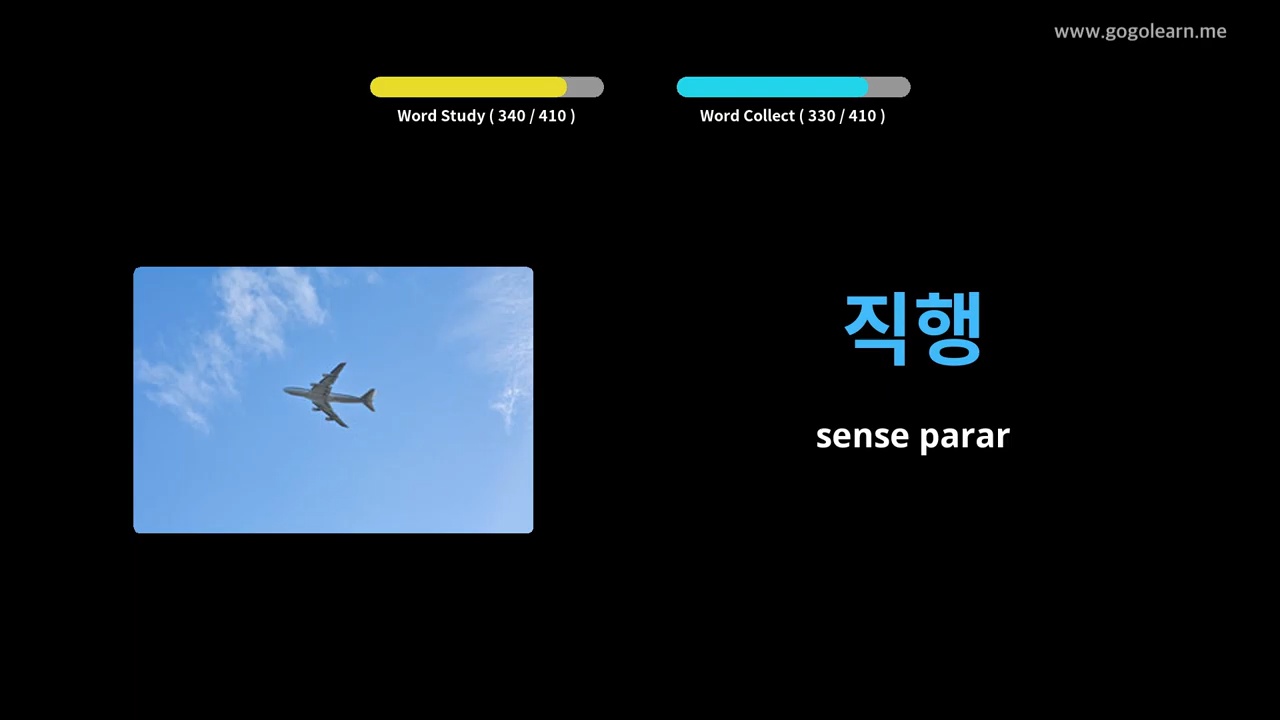 www.gogolearn.me
Word Study ( 340 / 410 )
Word Collect ( 330 / 410 )
직행
sense parar